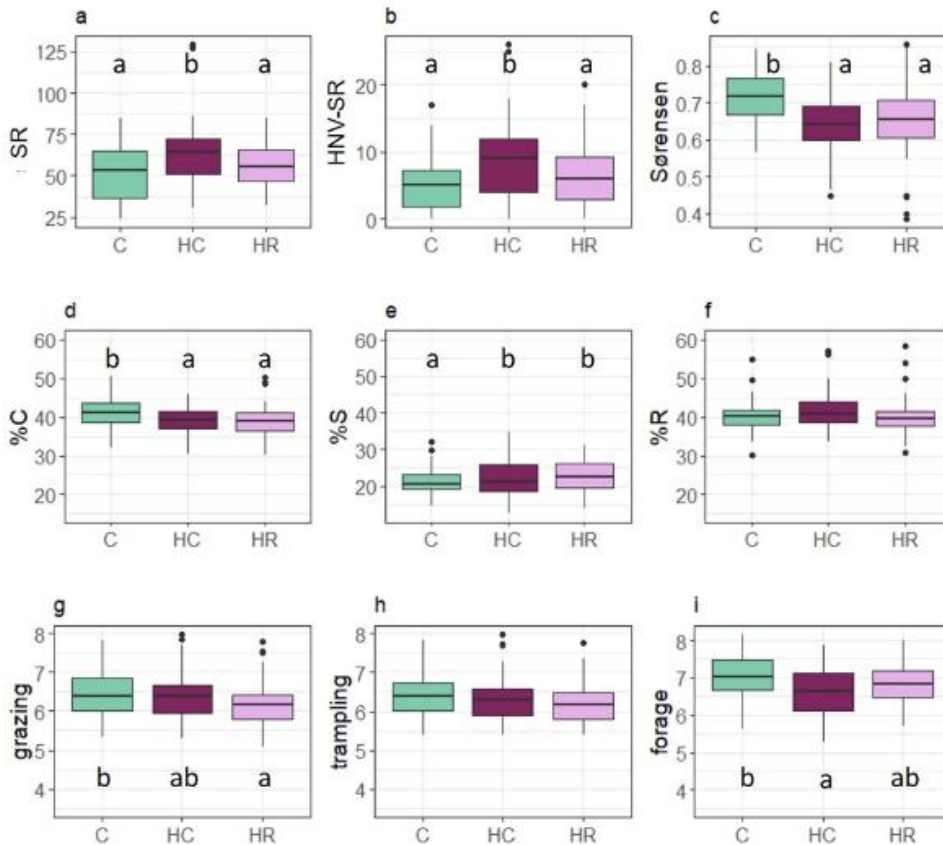 a
b
c
125
100
75
50
25
SR
a b a
C HC HR
20
10
0
HNV-SR
a b a
C HC HR
0.8
0.7
0.6
0.5
0.4
Sørensen
b a a
C HC HR
d
e
f
60
50
40
30
20
%C
b a a
C HC HR
60
50
40
30
20
%S
a b b
C HC HR
60
50
40
30
20
%R
C HC HR
g
h
i
8
7
6
5
4
grazing
b ab a
C HC HR
8
7
6
5
4
trampling
C HC HR
8
7
6
5
4
forage
b a ab
C HC HR